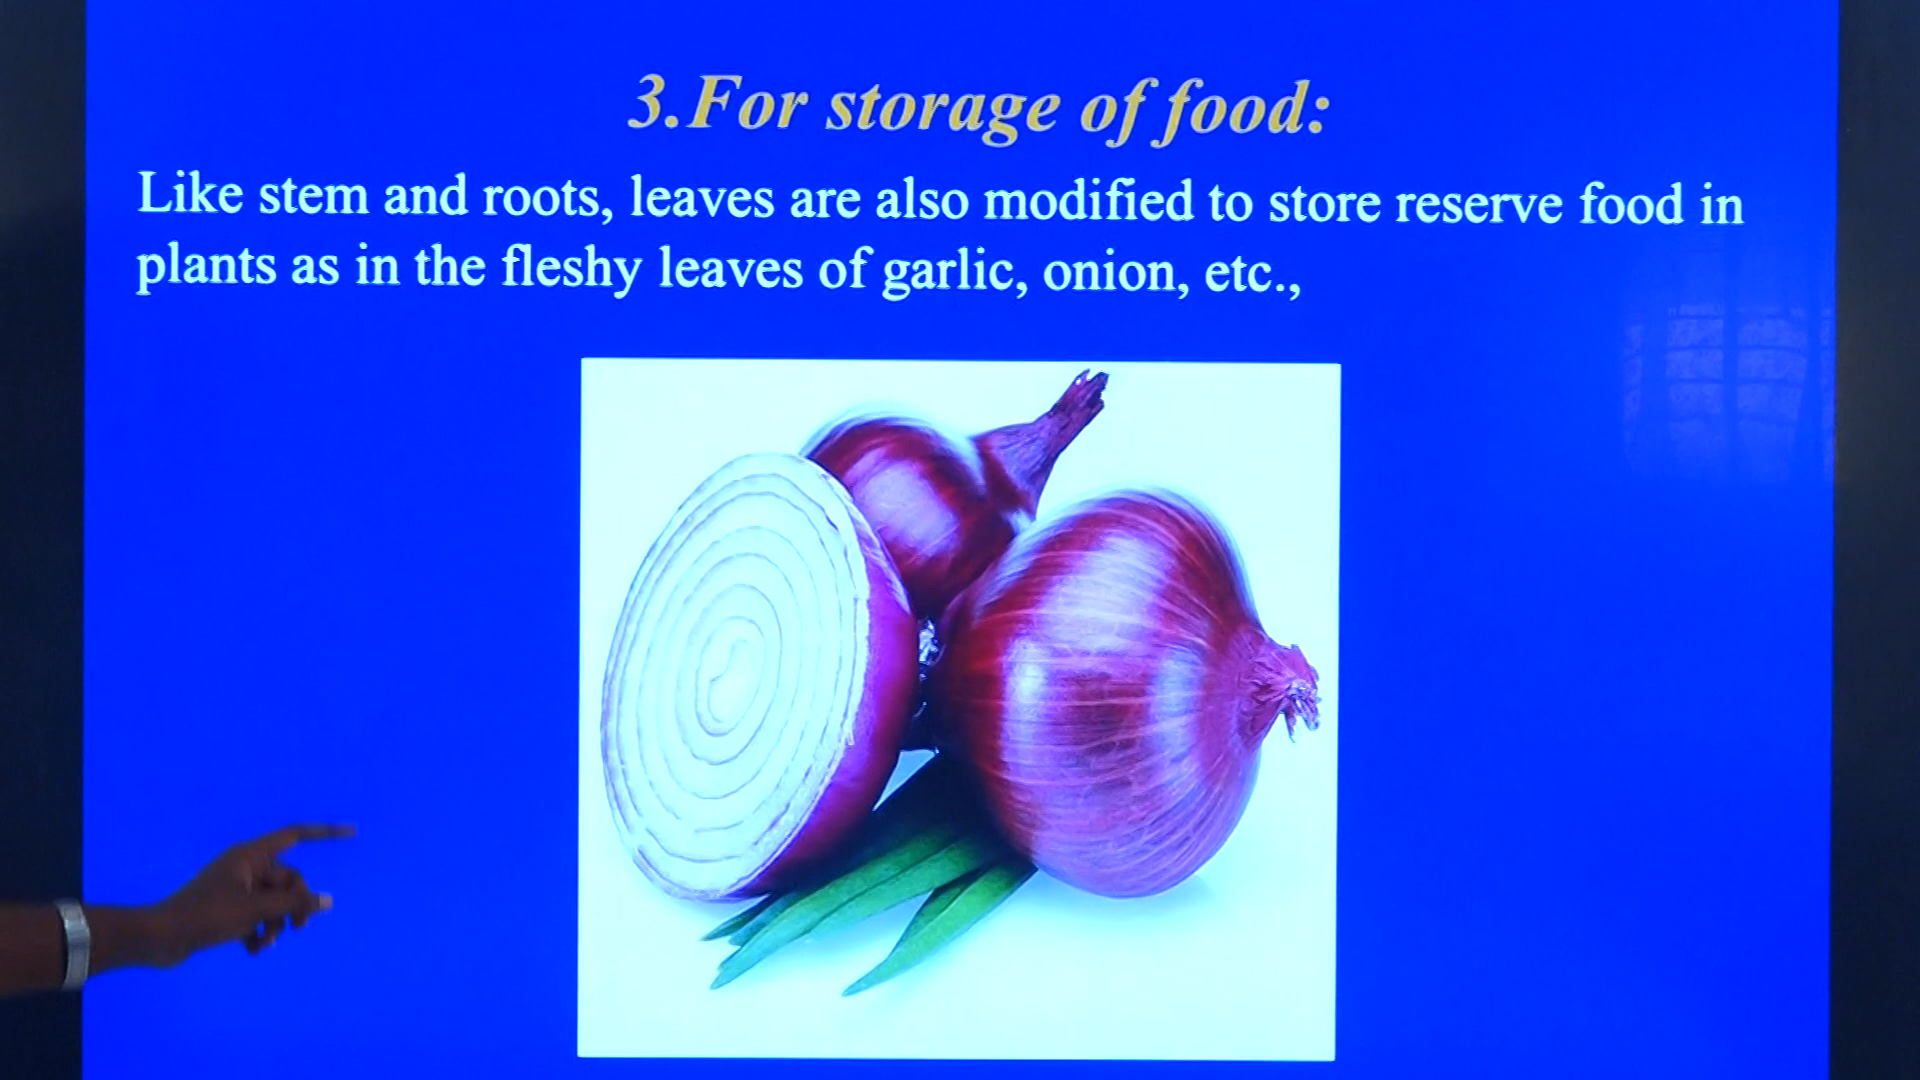 3.For storage of food:
Like stem and roots, leaves are also modified to store reserve food in
plants as in the fleshy leaves of garlic, onion, etc.,